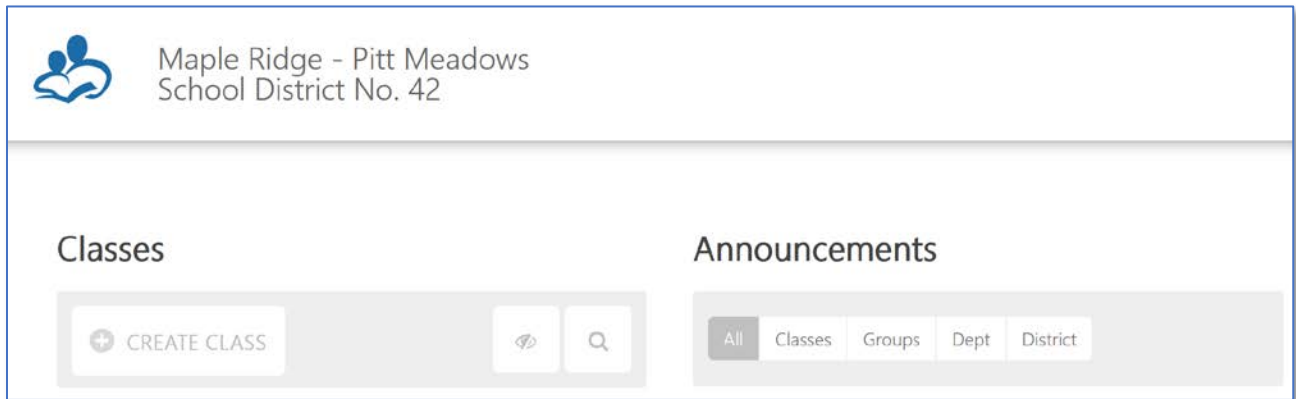 Maple Ridge - Pitt Meadows
School District No. 42
Classes
CREATE CLASS
Announcements
All Classes Groups Dept District